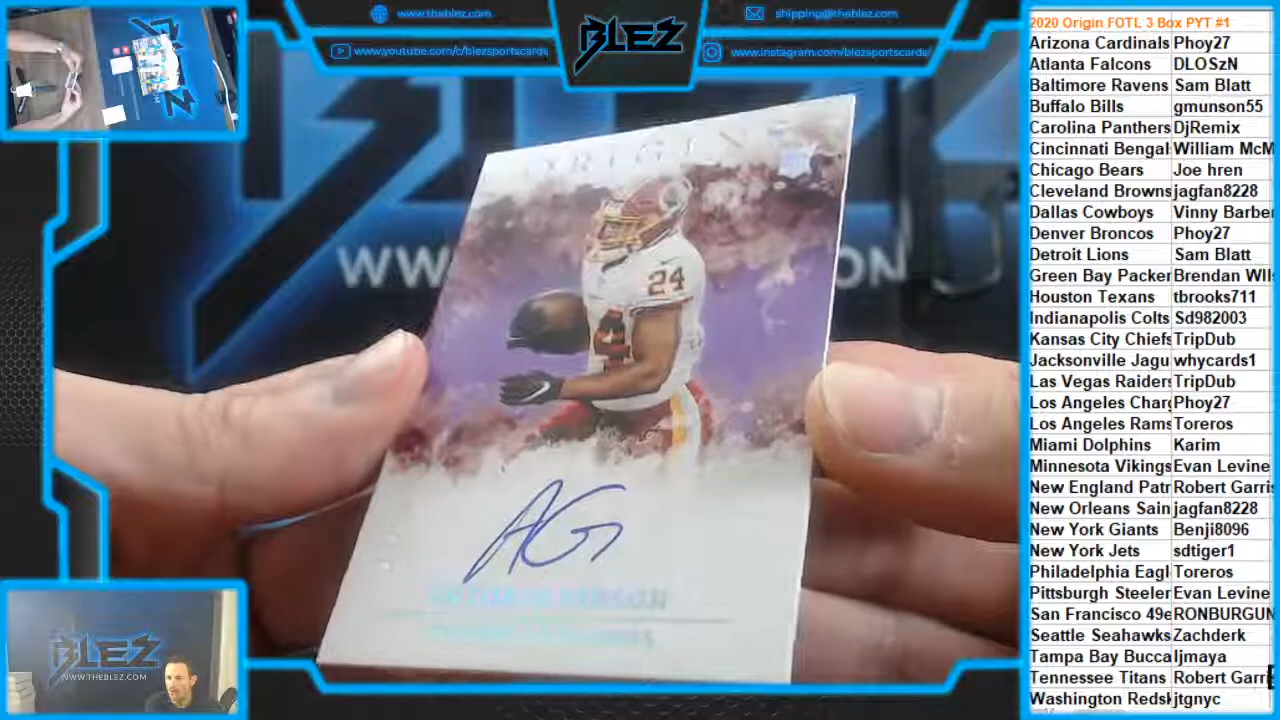 www.theblez.com
www.youtube.com/c/blezsportscards
BLEZ
shipping@theblez.com
www.instagram.com/blezsportscards
ORIGINS
24
AG
BLEZ
WWW.THEBLEZ.COM
2020 Origin FOTL 3 Box PYT #1
Arizona Cardinals Phoy27
Atlanta Falcons DLOSzN
Baltimore Ravens Sam Blatt
Buffalo Bills gmunson55
Carolina Panthers DjRemix
Cincinnati Bengal William McM
Chicago Bears Joe hren
Cleveland Browns jagfan8228
Dallas Cowboys Vinny Barber
Denver Broncos Phoy27
Detroit Lions Sam Blatt
Green Bay Packer Brendan WIls
Houston Texans tbrooks711
Indianapolis Colts Sd982003
Kansas City Chiefs TripDub
Jacksonville Jagu whycards1
Las Vegas Raiders TripDub
Los Angeles Charg Phoy27
Los Angeles Rams Toreros
Miami Dolphins Karim
Minnesota Vikings Evan Levine
New England Patr Robert Garris
New Orleans Sain jagfan8228
New York Giants Benji8096
New York Jets sdtiger1
Philadelphia Eagl Toreros
Pittsburgh Steeler Evan Levine
San Francisco 49e RONBURGUN
Seattle Seahawks Zachderk
Tampa Bay Bucca ljmaya
Tennessee Titans Robert Garri
Washington Redsk jtgnyc